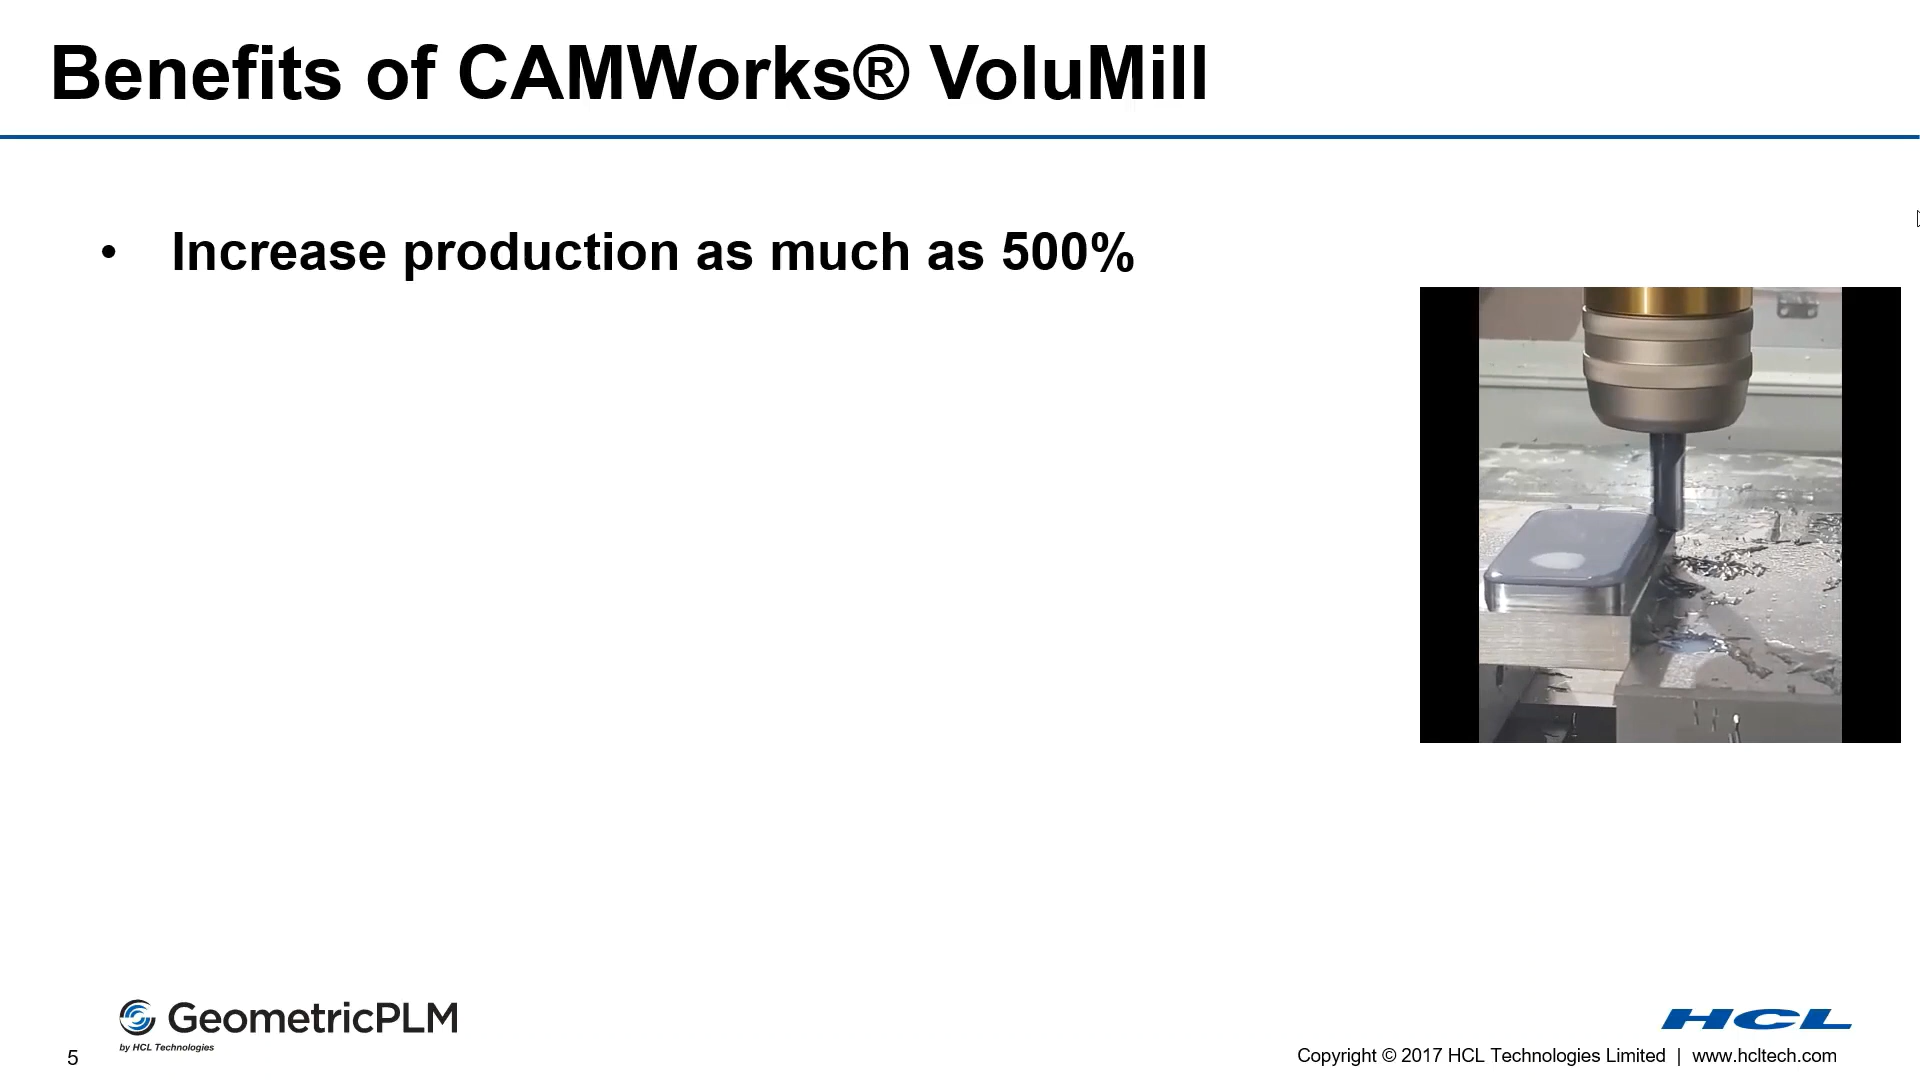 Benefits of CAMWorks® VoluMill
• Increase production as much as 500%
GeometricPLM
by HCL Technologies
HCL
5
Copyright © 2017 HCL Technologies Limited | www.hcltech.com